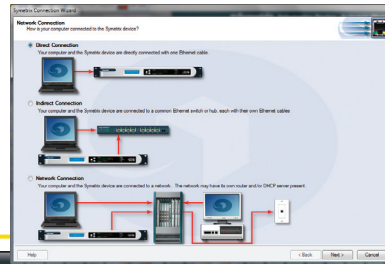 Symetrix Connection Wizard
Network Connection
How is your computer connected to the Symetrix device?
Direct Connection
Your computer and the Symetrix device are directly connected with one Ethernet cable.
Indirect Connection
Your computer and the Symetrix device are connected to a common Ethernet switch or hub, each with their own Ethernet cables.
Network Connection
Your computer and the Symetrix device are connected to a network. The network may have its own router and/or DHCP server present.
Help
< Back
Next >
Cancel